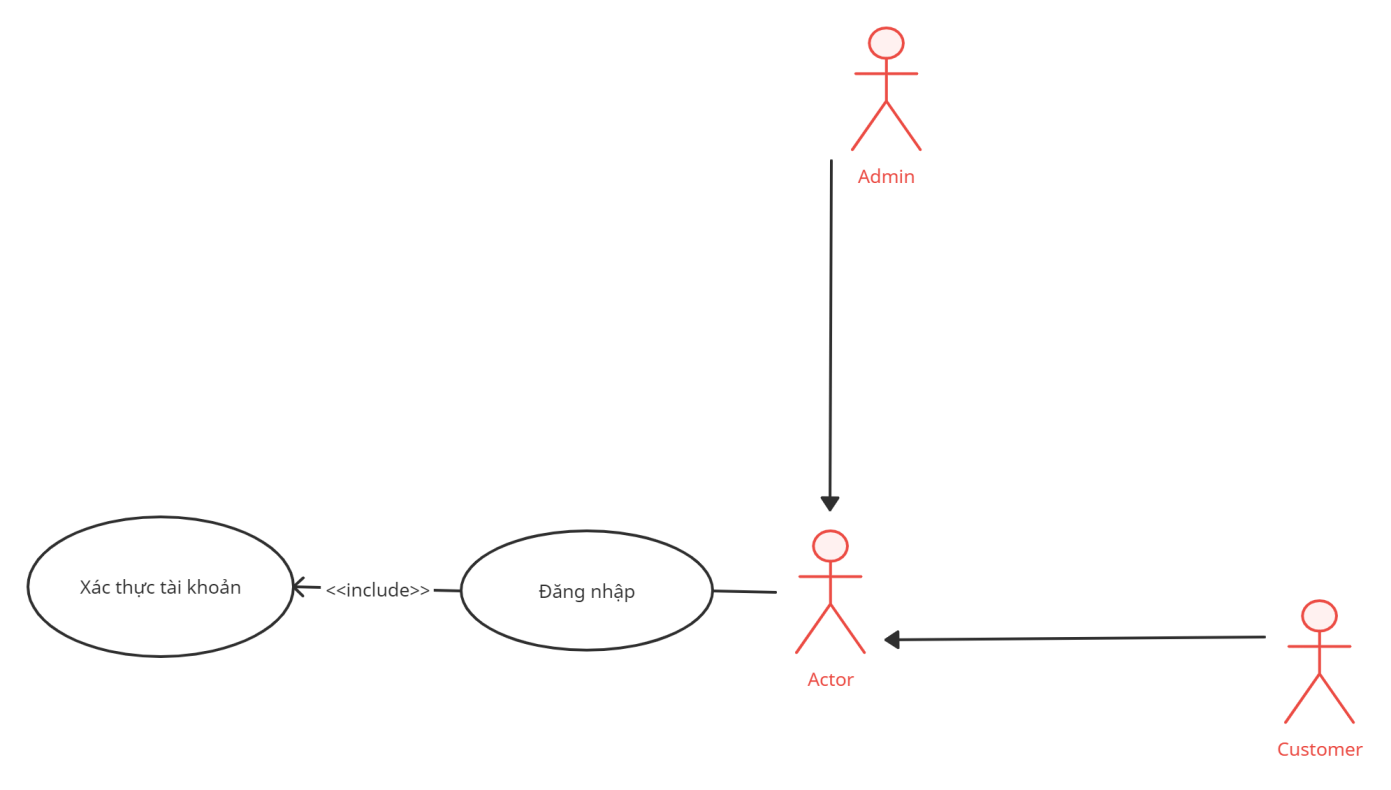 Admin
Xác thực tài khoản
<<include>>
Đăng nhập
Actor
Customer